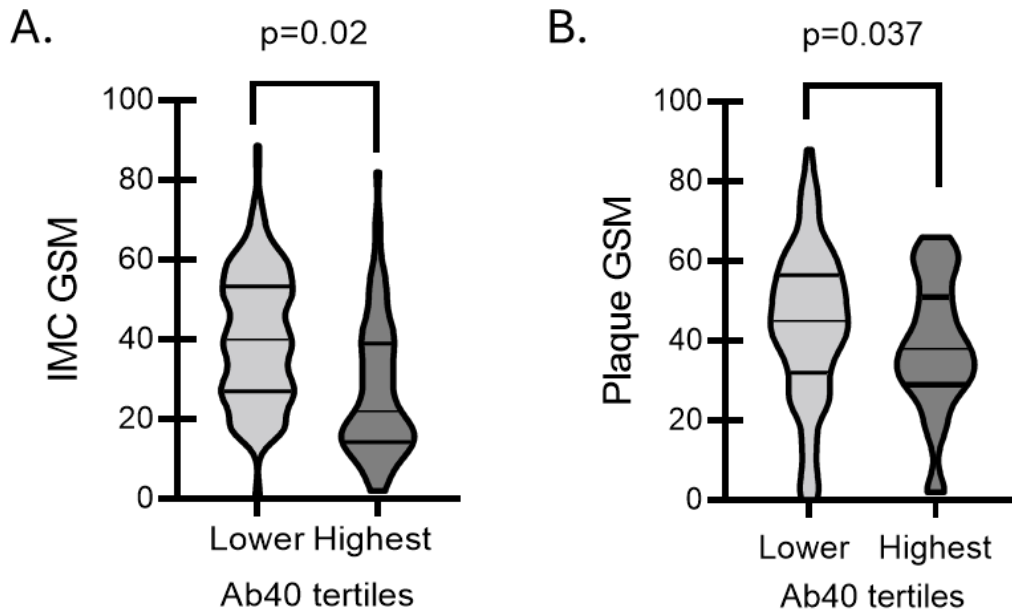 A.
p=0.02
IMC GSM
100
80
60
40
20
0
Lower Highest
Ab40 tertiles
B.
p=0.037
Plaque GSM
100
80
60
40
20
0
Lower Highest
Ab40 tertiles